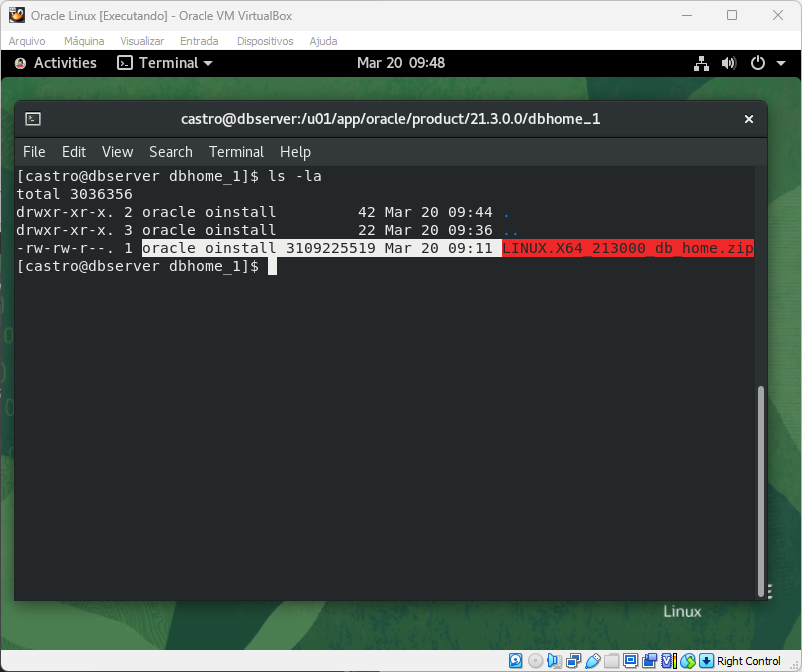 Oracle Linux [Executando] - Oracle VM VirtualBox
Arquivo Máquina Visualizar Entrada Dispositivos Ajuda
Activities Terminal Mar 20 09:48
castro@dbserver:/u01/app/oracle/product/21.3.0.0/dbhome_1
File Edit View Search Terminal Help
[castro@dbserver dbhome_1]$ ls -la
total 3036356
drwxr-xr-x. 2 oracle oinstall         42 Mar 20 09:44 .
drwxr-xr-x. 3 oracle oinstall         22 Mar 20 09:36 ..
-rw-rw-r--. 1 oracle oinstall 3109225519 Mar 20 09:11 LINUX.X64_213000_db_home.zip
[castro@dbserver dbhome_1]$
Linux
Right Control